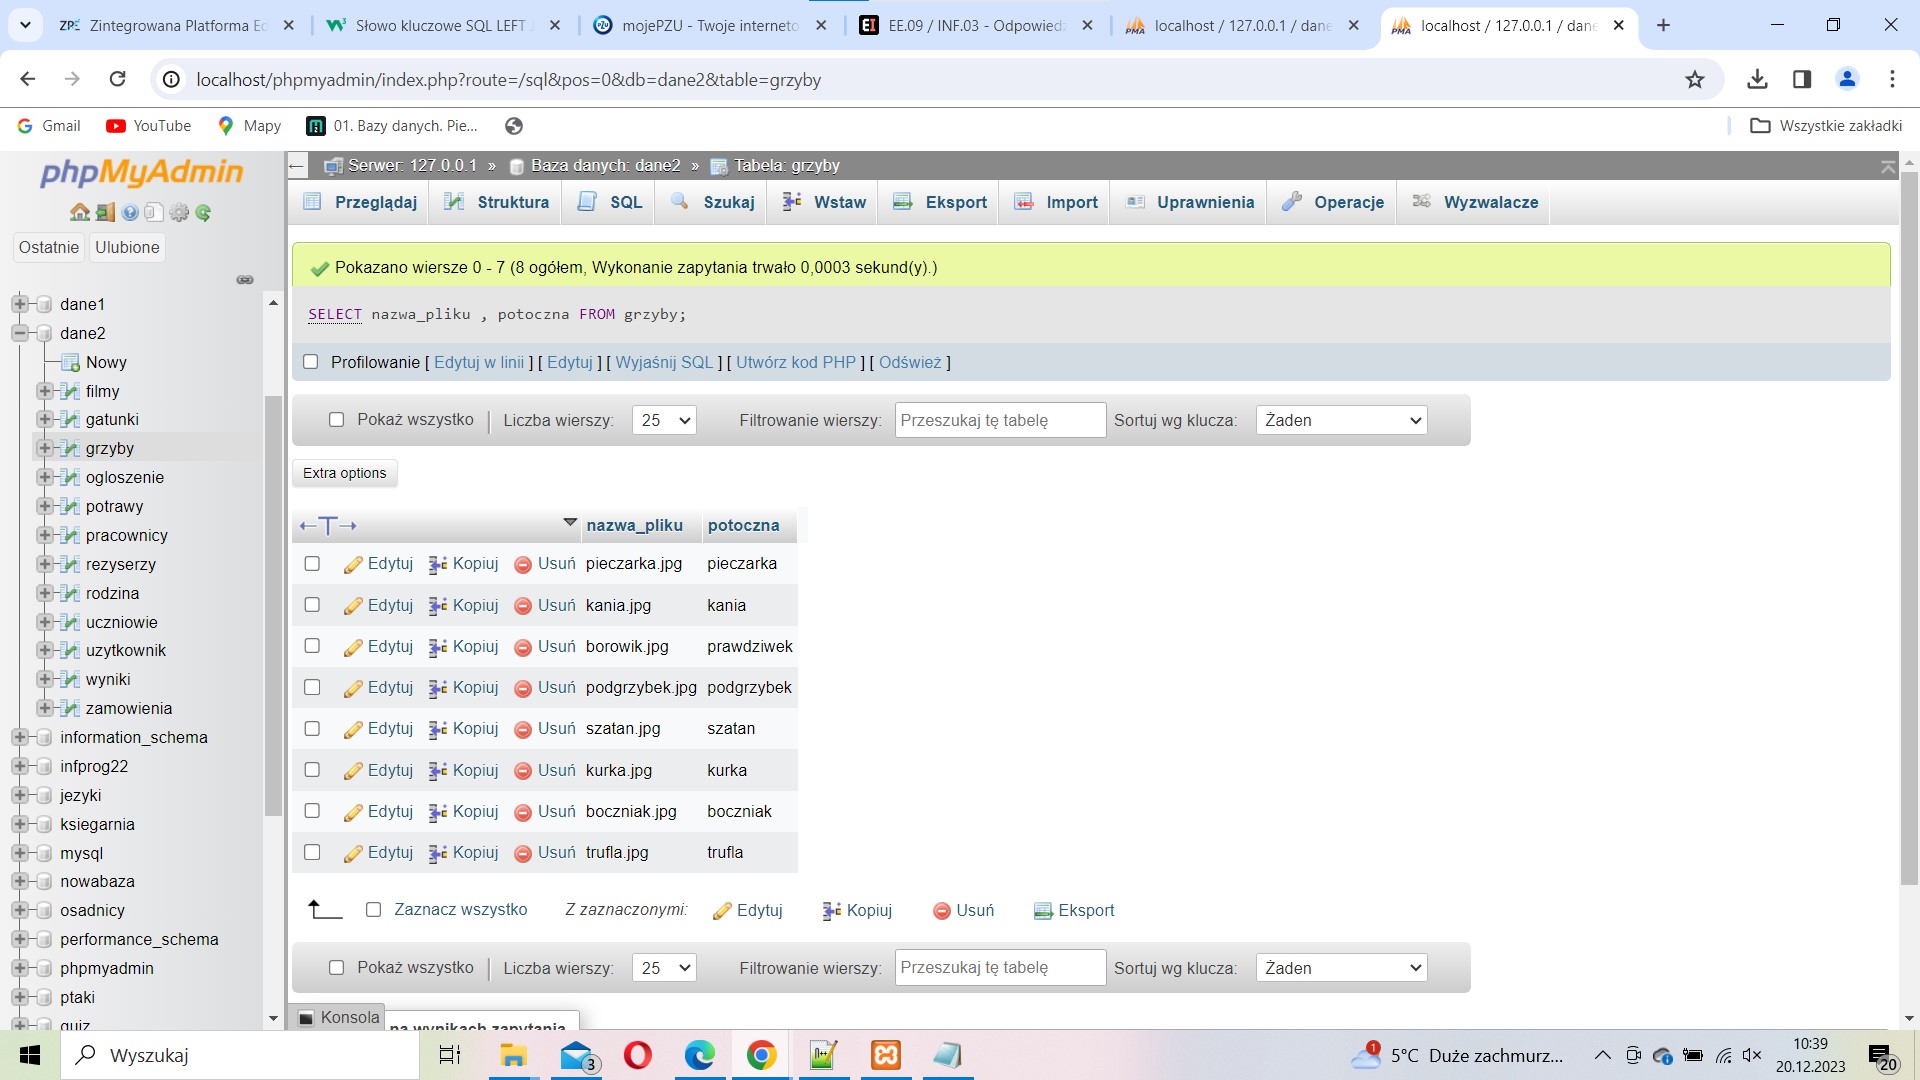 Zintegrowana Platforma Ed
Słowo kluczowe SQL LEFT J
mojePZU - Twoje interneto
EE.09 / INF.03 - Odpowiedz
localhost / 127.0.0.1 / dane
localhost / 127.0.0.1 / dane
localhost/phpmyadmin/index.php?route=/sql&pos=0&db=dane2&table=grzyby
Gmail
YouTube
Mapy
01. Bazy danych. Pie...
Wszystkie zakładki
phpMyAdmin
Ostatnie
Ulubione
dane1
dane2
Nowy
filmy
gatunki
grzyby
ogloszenie
potrawy
pracownicy
rezyserzy
rodzina
uczniowie
uzytkownik
wyniki
zamowienia
information_schema
infprog22
jezyki
ksiegarnia
mysql
nowabaza
osadnicy
performance_schema
phpmyadmin
ptaki
quiz
Serwer: 127.0.0.1 » Baza danych: dane2 » Tabela: grzyby
Przeglądaj
Struktura
SQL
Szukaj
Wstaw
Eksport
Import
Uprawnienia
Operacje
Wyzwalacze
Pokazano wiersze 0 - 7 (8 ogółem, Wykonanie zapytania trwało 0,0003 sekund(y).)
SELECT nazwa_pliku , potoczna FROM grzyby;
Profilowanie [ Edytuj w linii ] [ Edytuj ] [ Wyjaśnij SQL ] [ Utwórz kod PHP ] [ Odśwież ]
Pokaż wszystko | Liczba wierszy: 25 Filtrowanie wierszy: Przeszukaj tę tabelę Sortuj wg klucza: Żaden
Extra options
nazwa_pliku potoczna
Edytuj Kopiuj Usuń pieczarka.jpg pieczarka
Edytuj Kopiuj Usuń kania.jpg kania
Edytuj Kopiuj Usuń borowik.jpg prawdziwek
Edytuj Kopiuj Usuń podgrzybek.jpg podgrzybek
Edytuj Kopiuj Usuń szatan.jpg szatan
Edytuj Kopiuj Usuń kurka.jpg kurka
Edytuj Kopiuj Usuń boczniak.jpg boczniak
Edytuj Kopiuj Usuń trufla.jpg trufla
Zaznacz wszystko Z zaznaczonymi: Edytuj Kopiuj Usuń Eksport
Pokaż wszystko | Liczba wierszy: 25 Filtrowanie wierszy: Przeszukaj tę tabelę Sortuj wg klucza: Żaden
Konsola
na wynikach zapytania
Wyszukaj
3
1
5°C Duże zachmurz...
10:39
20.12.2023
20